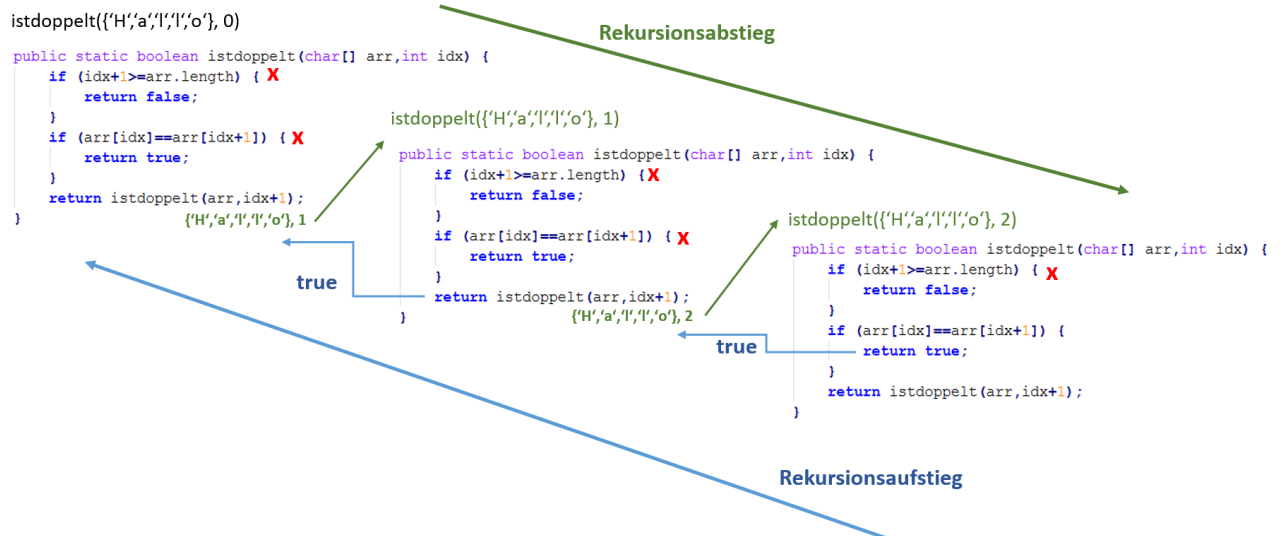 istdoppelt({‘H‘,‘a‘,‘l‘,‘l‘,‘o‘}, 0)
public static boolean istdoppelt(char[] arr,int idx) {
if (idx+1>=arr.length) { X
return false;
}
if (arr[idx]==arr[idx+1]) { X
return true;
}
return istdoppelt(arr,idx+1);
}
{‘H‘,‘a‘,‘l‘,‘l‘,‘o‘}, 1
Rekursionsabstieg
istdoppelt({‘H‘,‘a‘,‘l‘,‘l‘,‘o‘}, 1)
public static boolean istdoppelt(char[] arr,int idx) {
if (idx+1>=arr.length) { X
return false;
}
if (arr[idx]==arr[idx+1]) { X
return true;
}
return istdoppelt(arr,idx+1);
}
{‘H‘,‘a‘,‘l‘,‘l‘,‘o‘}, 2
true
istdoppelt({‘H‘,‘a‘,‘l‘,‘l‘,‘o‘}, 2)
public static boolean istdoppelt(char[] arr,int idx) {
if (idx+1>=arr.length) { X
return false;
}
if (arr[idx]==arr[idx+1]) {
return true;
}
return istdoppelt(arr,idx+1);
}
true
Rekursionsaufstieg